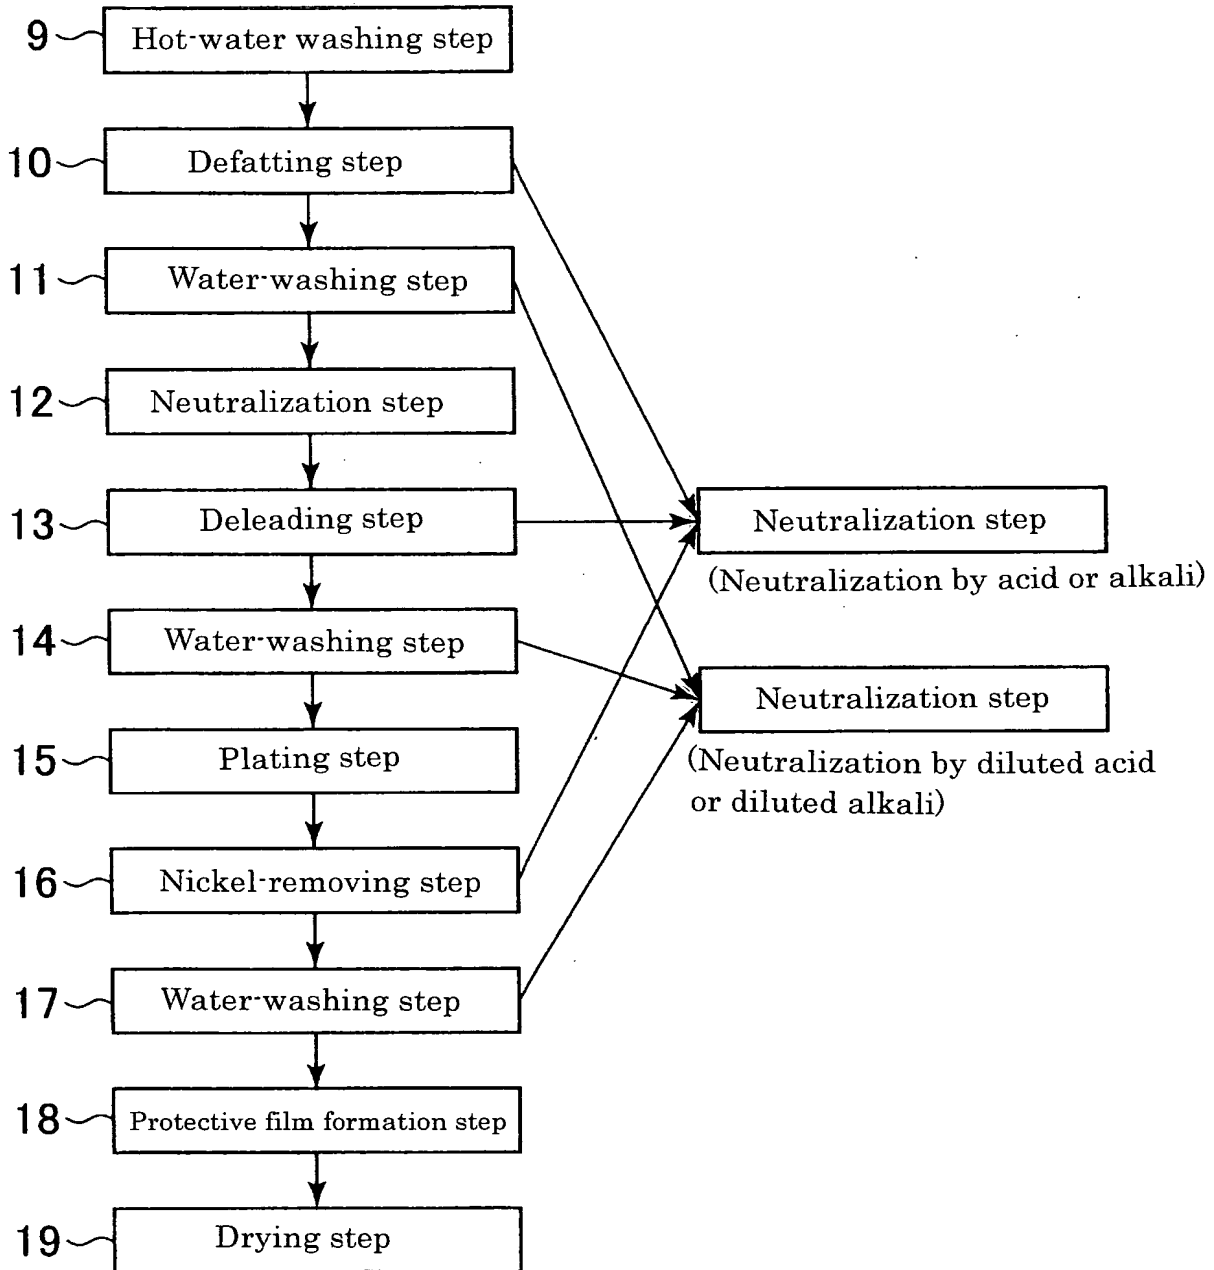 9 Hot-water washing step
10 Defatting step
11 Water-washing step
12 Neutralization step
13 Deleading step
Neutralization step
(Neutralization by acid or alkali)
14 Water-washing step
Neutralization step
(Neutralization by diluted acid
or diluted alkali)
15 Plating step
16 Nickel-removing step
17 Water-washing step
18 Protective film formation step
19 Drying step